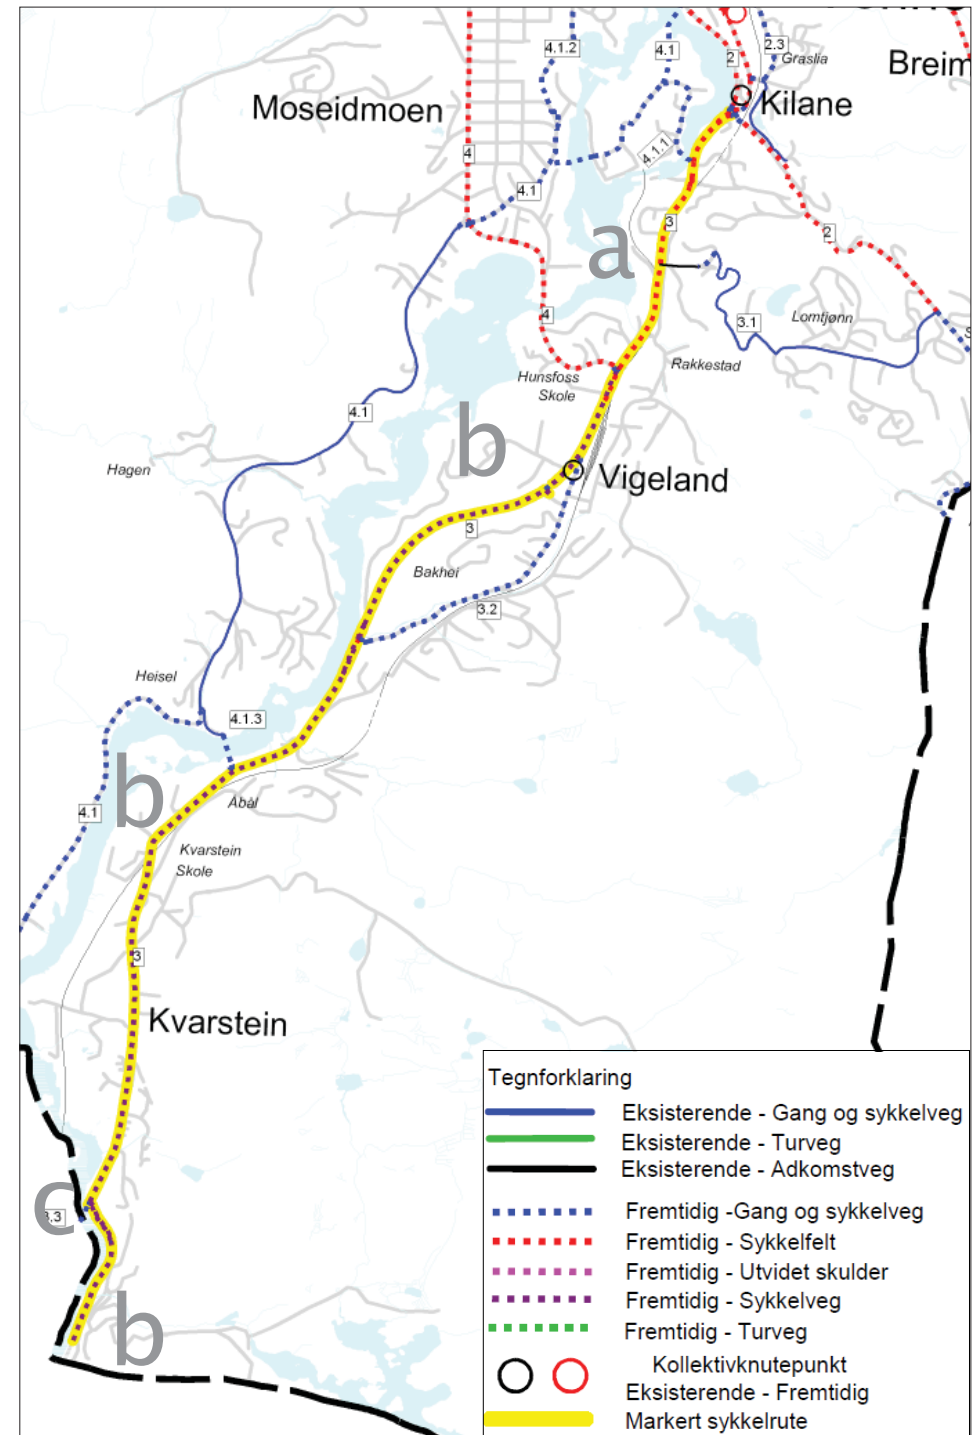 4.1.2
4.1
2
2.3
Graslia
Breim
Moseidmoen
Kilane
4
4.1.1
4.1
3
2
a
4
3.1
Lomtjønn
Hunsfoss
Skole
Rakkestad
4.1
b
Hagen
Vigeland
3
Bakhei
3.2
Heisel
4.1.3
b
4.1
Åbål
Kvarstein
Skole
3
Kvarstein
c
3.3
b
Tegnforklaring
Eksisterende - Gang og sykkelveg
Eksisterende - Turveg
Eksisterende - Adkomstveg
Fremtidig -Gang og sykkelveg
Fremtidig - Sykkelfelt
Fremtidig - Utvidet skulder
Fremtidig - Sykkelveg
Fremtidig - Turveg
Kollektivknutepunkt
Eksisterende - Fremtidig
Markert sykkelrute